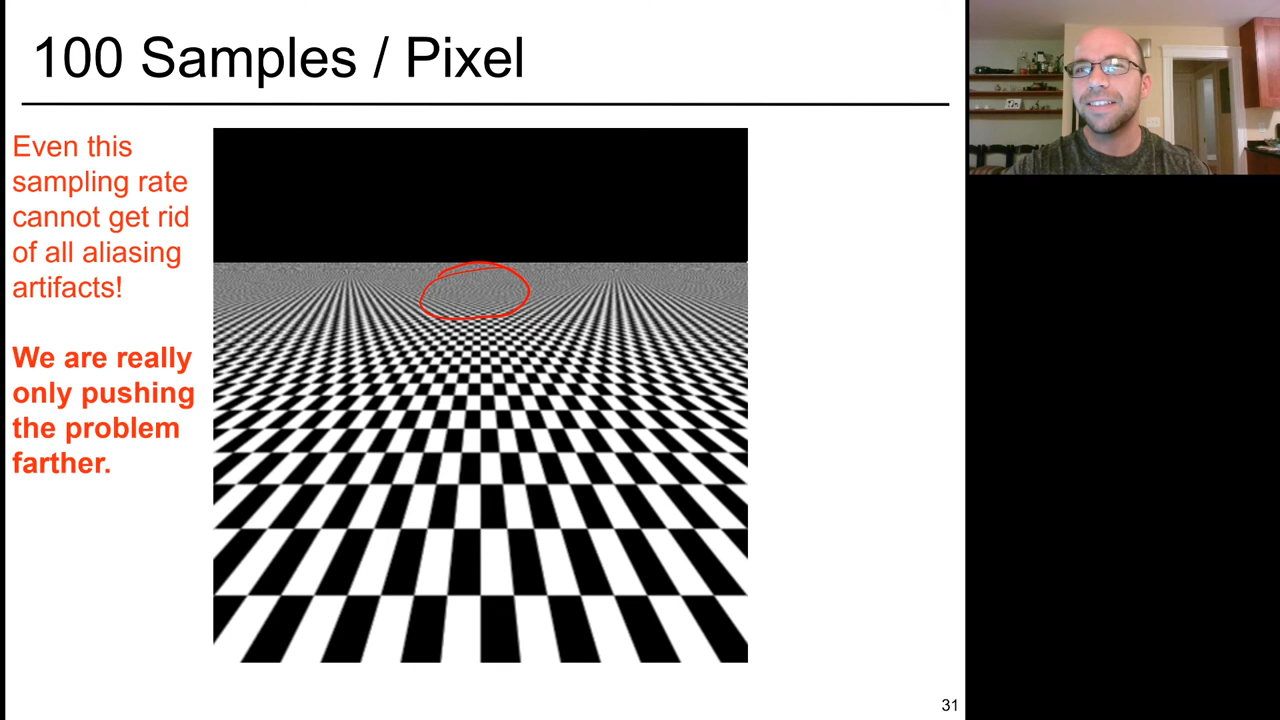 100 Samples / Pixel
Even this
sampling rate
cannot get rid
of all aliasing
artifacts!
We are really
only pushing
the problem
farther.
31